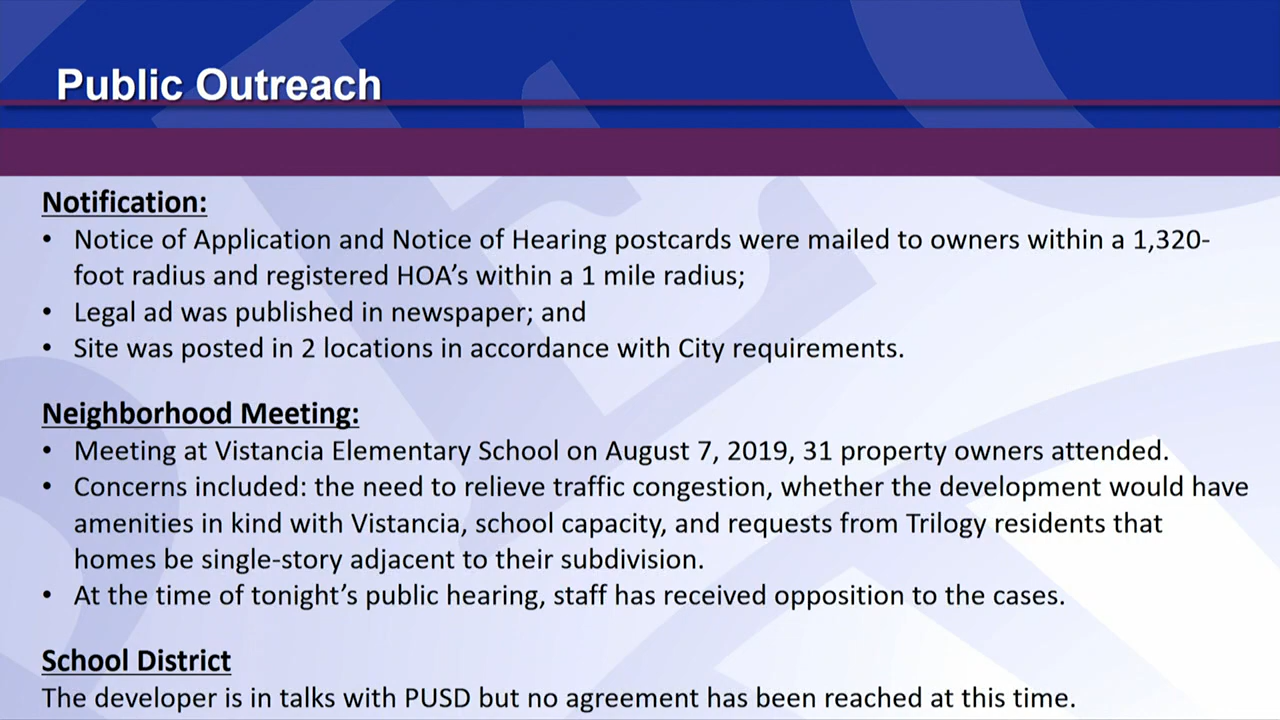 Public Outreach
Notification:
• Notice of Application and Notice of Hearing postcards were mailed to owners within a 1,320-
foot radius and registered HOA’s within a 1 mile radius;
• Legal ad was published in newspaper; and
• Site was posted in 2 locations in accordance with City requirements.
Neighborhood Meeting:
• Meeting at Vistancia Elementary School on August 7, 2019, 31 property owners attended.
• Concerns included: the need to relieve traffic congestion, whether the development would have
amenities in kind with Vistancia, school capacity, and requests from Trilogy residents that
homes be single-story adjacent to their subdivision.
• At the time of tonight’s public hearing, staff has received opposition to the cases.
School District
The developer is in talks with PUSD but no agreement has been reached at this time.